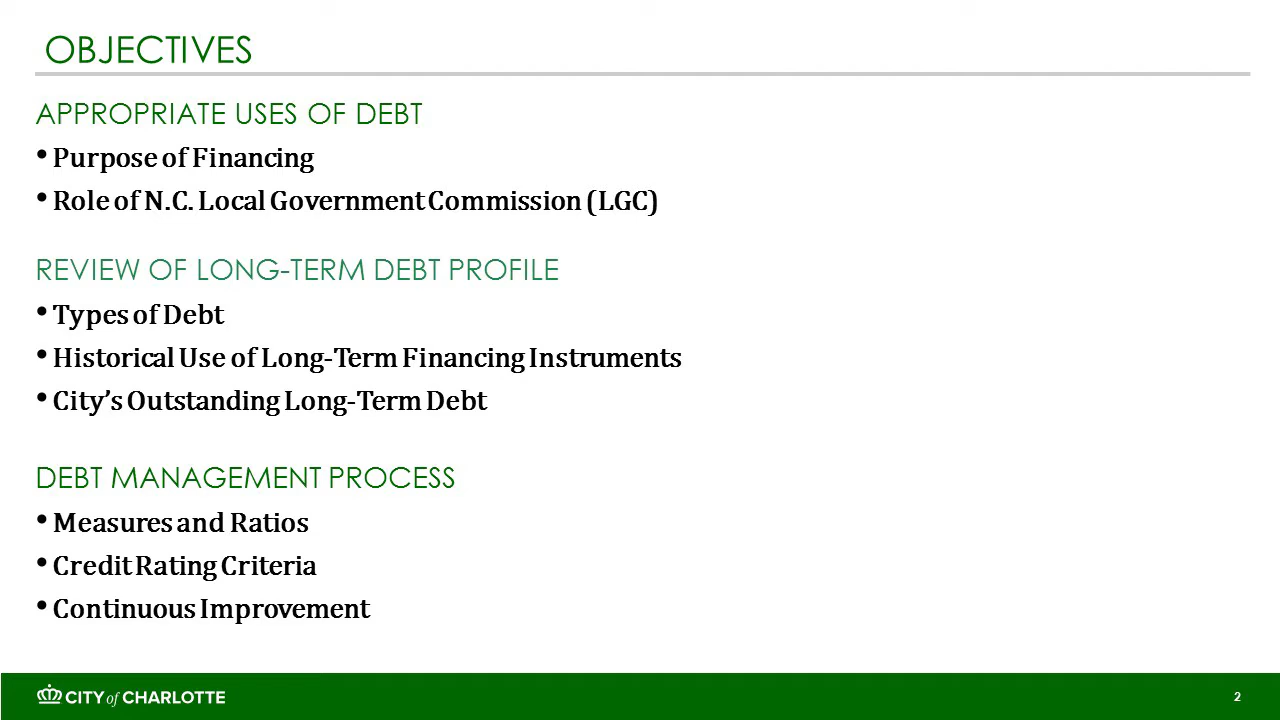 OBJECTIVES
APPROPRIATE USES OF DEBT
• Purpose of Financing
• Role of N.C. Local Government Commission (LGC)
REVIEW OF LONG-TERM DEBT PROFILE
• Types of Debt
• Historical Use of Long-Term Financing Instruments
• City’s Outstanding Long-Term Debt
DEBT MANAGEMENT PROCESS
• Measures and Ratios
• Credit Rating Criteria
• Continuous Improvement
CITY of CHARLOTTE
2